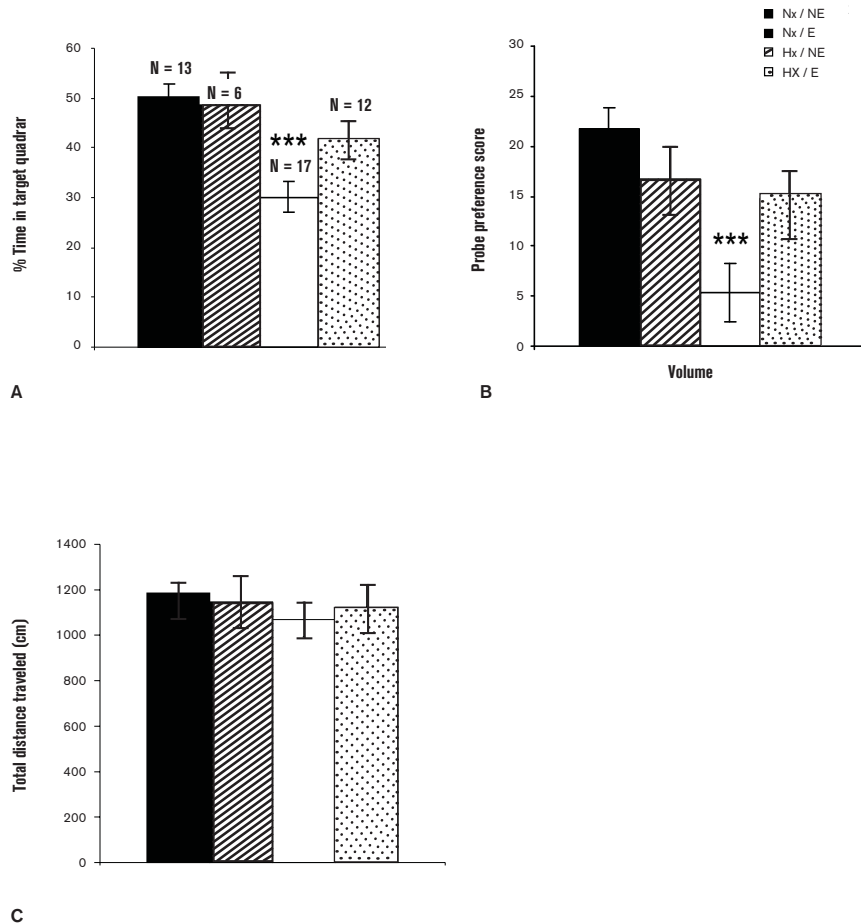 60
50
40
30
20
10
0
% Time in target quadrar
N = 13
N = 6
***
N = 17
N = 12
A
Nx / NE
Nx / E
Hx / NE
HX / E
30
25
20
15
10
5
0
Probe preference score
***
Volume
B
1400
1200
1000
800
600
400
200
0
Total distance traveled (cm)
C